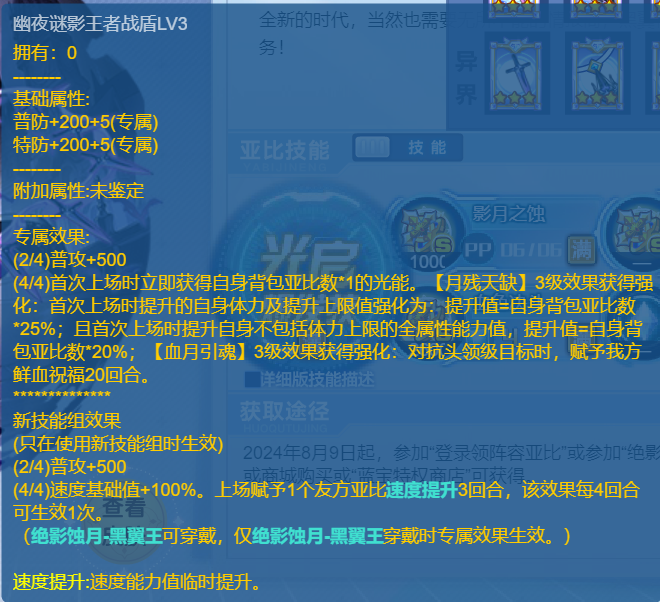 幽夜谜影王者战盾LV3
拥有：0
--------
基础属性:
普防+200+5(专属)
特防+200+5(专属)
--------
附加属性:未鉴定
--------
专属效果:
(2/4)普攻+500
(4/4)首次上场时立即获得自身背包亚比数*1的光能。【月残天缺】3级效果获得强
化：首次上场时提升的自身体力及提升上限值强化为：提升值=自身背包亚比数
*25%；且首次上场时提升自身不包括体力上限的全属性能力值，提升值=自身背
包亚比数*20%；【血月引魂】3级效果获得强化：对抗头领级目标时，赋予我方
鲜血祝福20回合。
**************
新技能组效果
(只在使用新技能组时生效)
(2/4)普攻+500
(4/4)速度基础值+100%。上场赋予1个友方亚比速度提升3回合，该效果每4回合
可生效1次。
（绝影蚀月-黑翼王可穿戴，仅绝影蚀月-黑翼王穿戴时专属效果生效。）
速度提升:速度能力值临时提升。
全新的时代，当然也需要
务！
异界
亚比技能
技能
影月之蚀
1000
PP 06/06
满
详细版技能描述
获取途径
2024年8月9日起，参加“登录领阵容亚比”或参加“绝影
或商城购买或“蓝宝特权商店”可获得
查看